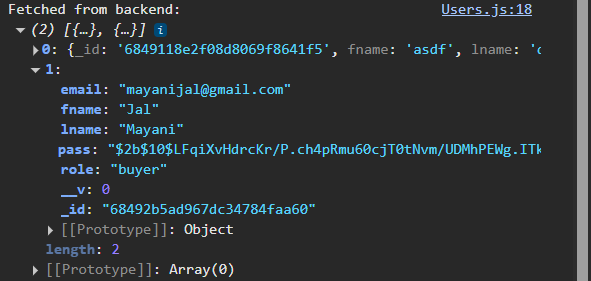 Fetched from backend: Users.js:18
▼ (2) [{…}, {…}] i
▶ 0: {_id: '6849118e2f08d8069f8641f5', fname: 'asdf', lname:
▼ 1:
email: "mayanijal@gmail.com"
fname: "Jal"
lname: "Mayani"
pass: "$2b$10$LFqiXvHdrcKr/P.ch4pRmu60cjT0tNvm/UDMhPEWg.ITk
role: "buyer"
__v: 0
_id: "68492b5ad967dc34784faa60"
▶ [[Prototype]]: Object
length: 2
▶ [[Prototype]]: Array(0)